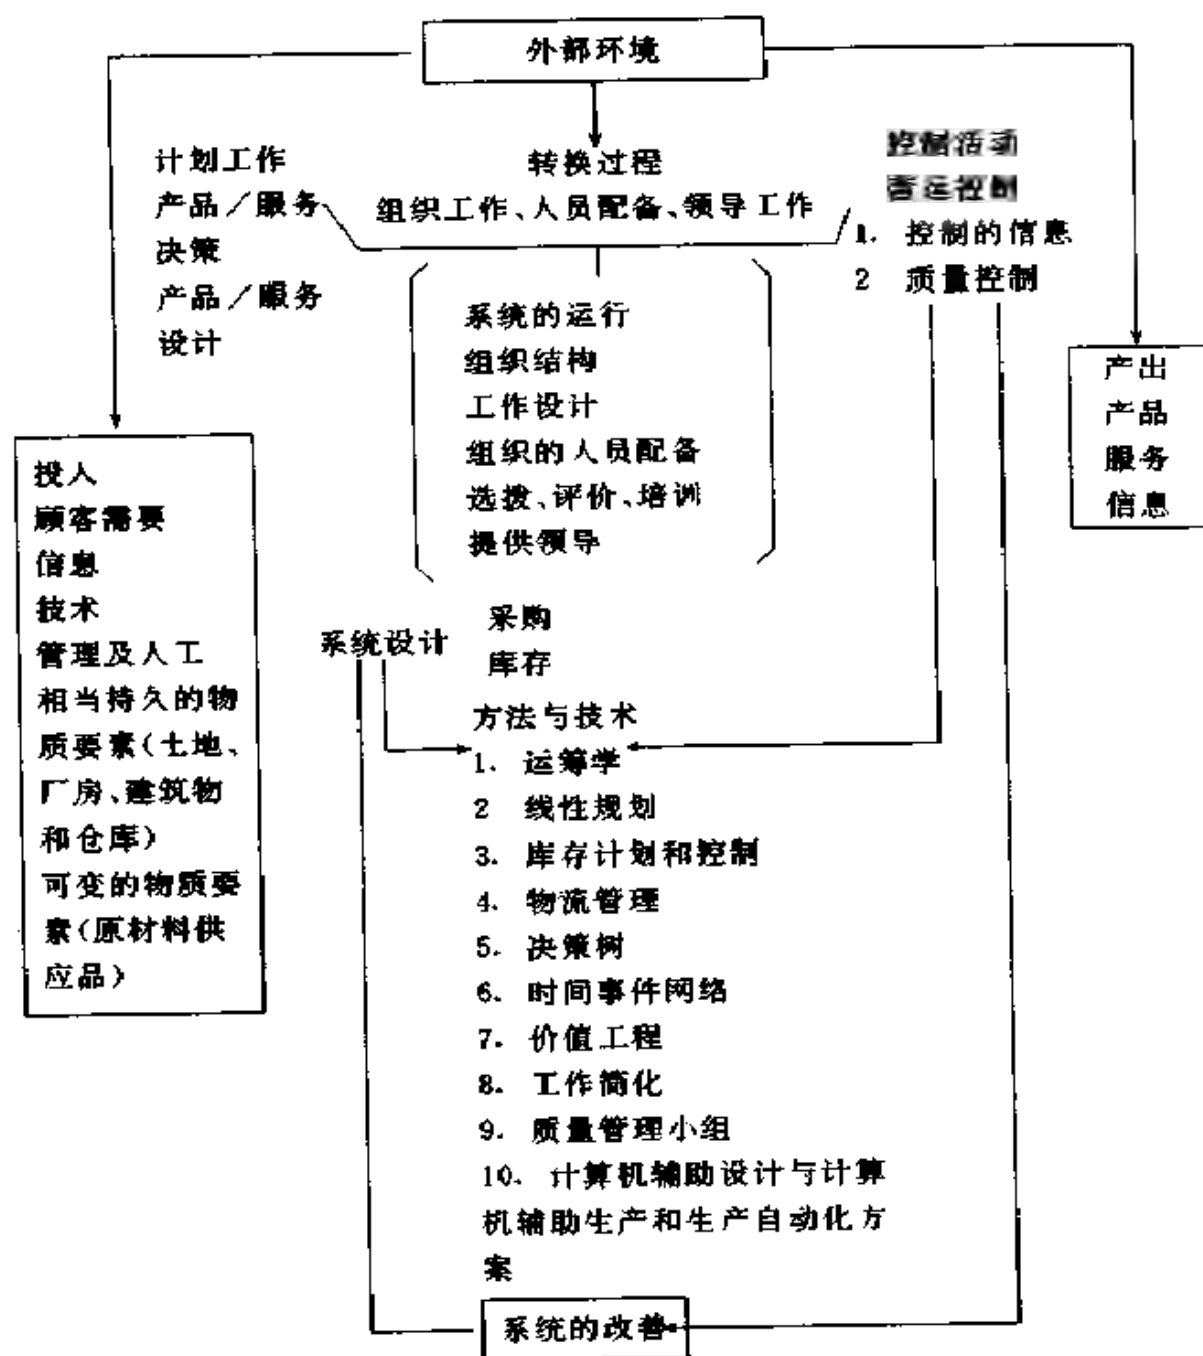 外部环境
计划工作
产品／服务
决策
产品／服务
设计
转换过程
组织工作、人员配备、领导工作
控制活动
营运控制
1. 控制的信息
2 质量控制
系统的运行
组织结构
工作设计
组织的人员配备
选拨、评价、培训
提供领导
产出
产品
服务
信息
投人
顾客需要
信息
技术
管理及人工
相当持久的物
质要素(土地、
厂房、建筑物
和仓库)
可变的物质要
素(原材料供
应品)
系统设计
采购
库存
方法与技术
1. 运筹学
2 线性规划
3. 库存计划和控制
4. 物流管理
5. 决策树
6. 时间事件网络
7. 价值工程
8. 工作简化
9. 质量管理小组
10. 计算机辅助设计与计算
机辅助生产和生产自动化方
案
系统的改善